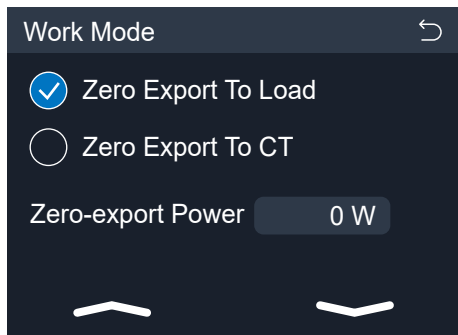 Work Mode
Zero Export To Load
Zero Export To CT
Zero-export Power 0 W